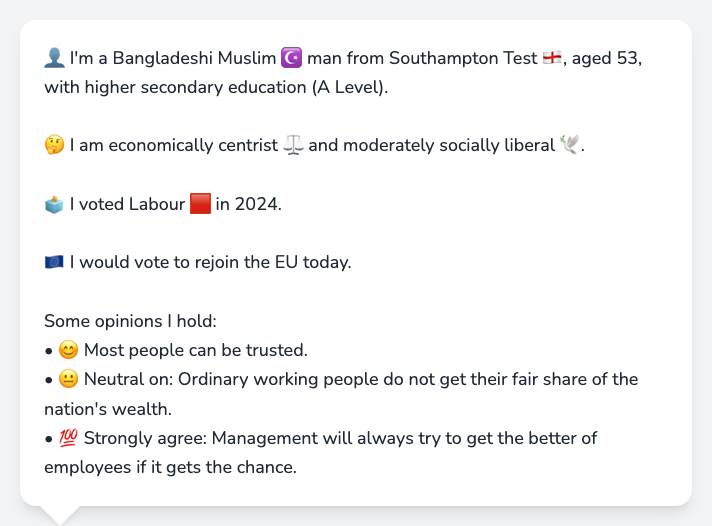 👤 I'm a Bangladeshi Muslim ☪️ man from Southampton Test 🏴󠁧󠁢󠁥󠁮󠁧󠁿, aged 53,
with higher secondary education (A Level).
🤔 I am economically centrist ⚖️ and moderately socially liberal 🕊️.
🗳️ I voted Labour 🟥 in 2024.
🇪🇺 I would vote to rejoin the EU today.
Some opinions I hold:
• 😊 Most people can be trusted.
• 😐 Neutral on: Ordinary working people do not get their fair share of the
nation's wealth.
• 💯 Strongly agree: Management will always try to get the better of
employees if it gets the chance.